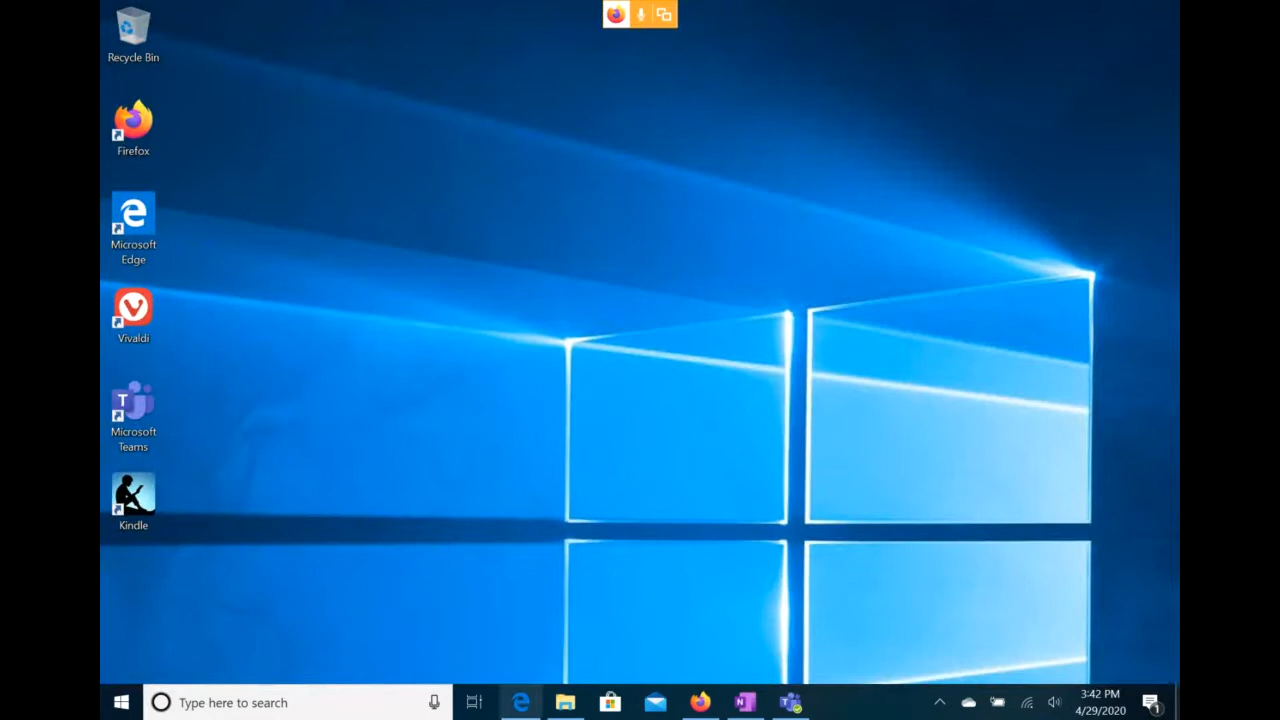 Recycle Bin
Firefox
Microsoft
Edge
Vivaldi
Microsoft
Teams
Kindle
Type here to search
3:42 PM
4/29/2020
1